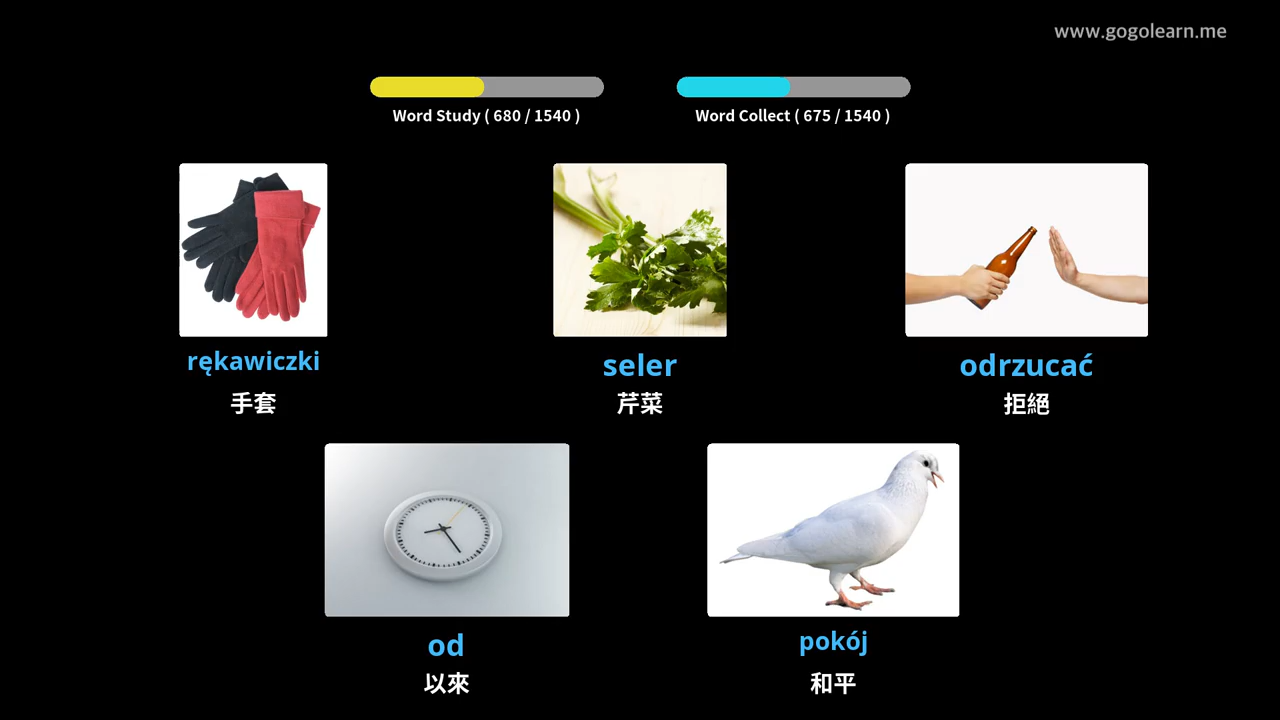 www.gogolearn.me
Word Study ( 680 / 1540 )
Word Collect ( 675 / 1540 )
rękawiczki
手套
seler
芹菜
odrzucać
拒絕
od
以來
pokój
和平